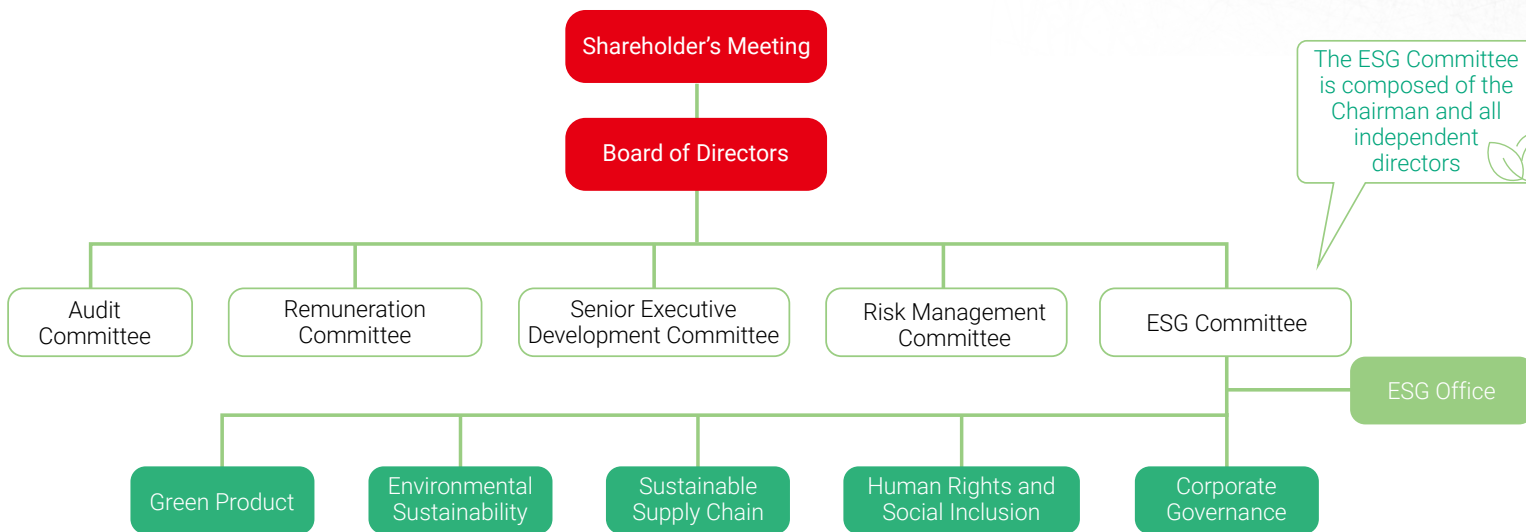 Shareholder's Meeting
The ESG Committee
is composed of the
Chairman and all
independent
directors
Board of Directors
Audit
Committee
Remuneration
Committee
Senior Executive
Development Committee
Risk Management
Committee
ESG Committee
ESG Office
Green Product
Environmental
Sustainability
Sustainable
Supply Chain
Human Rights and
Social Inclusion
Corporate
Governance